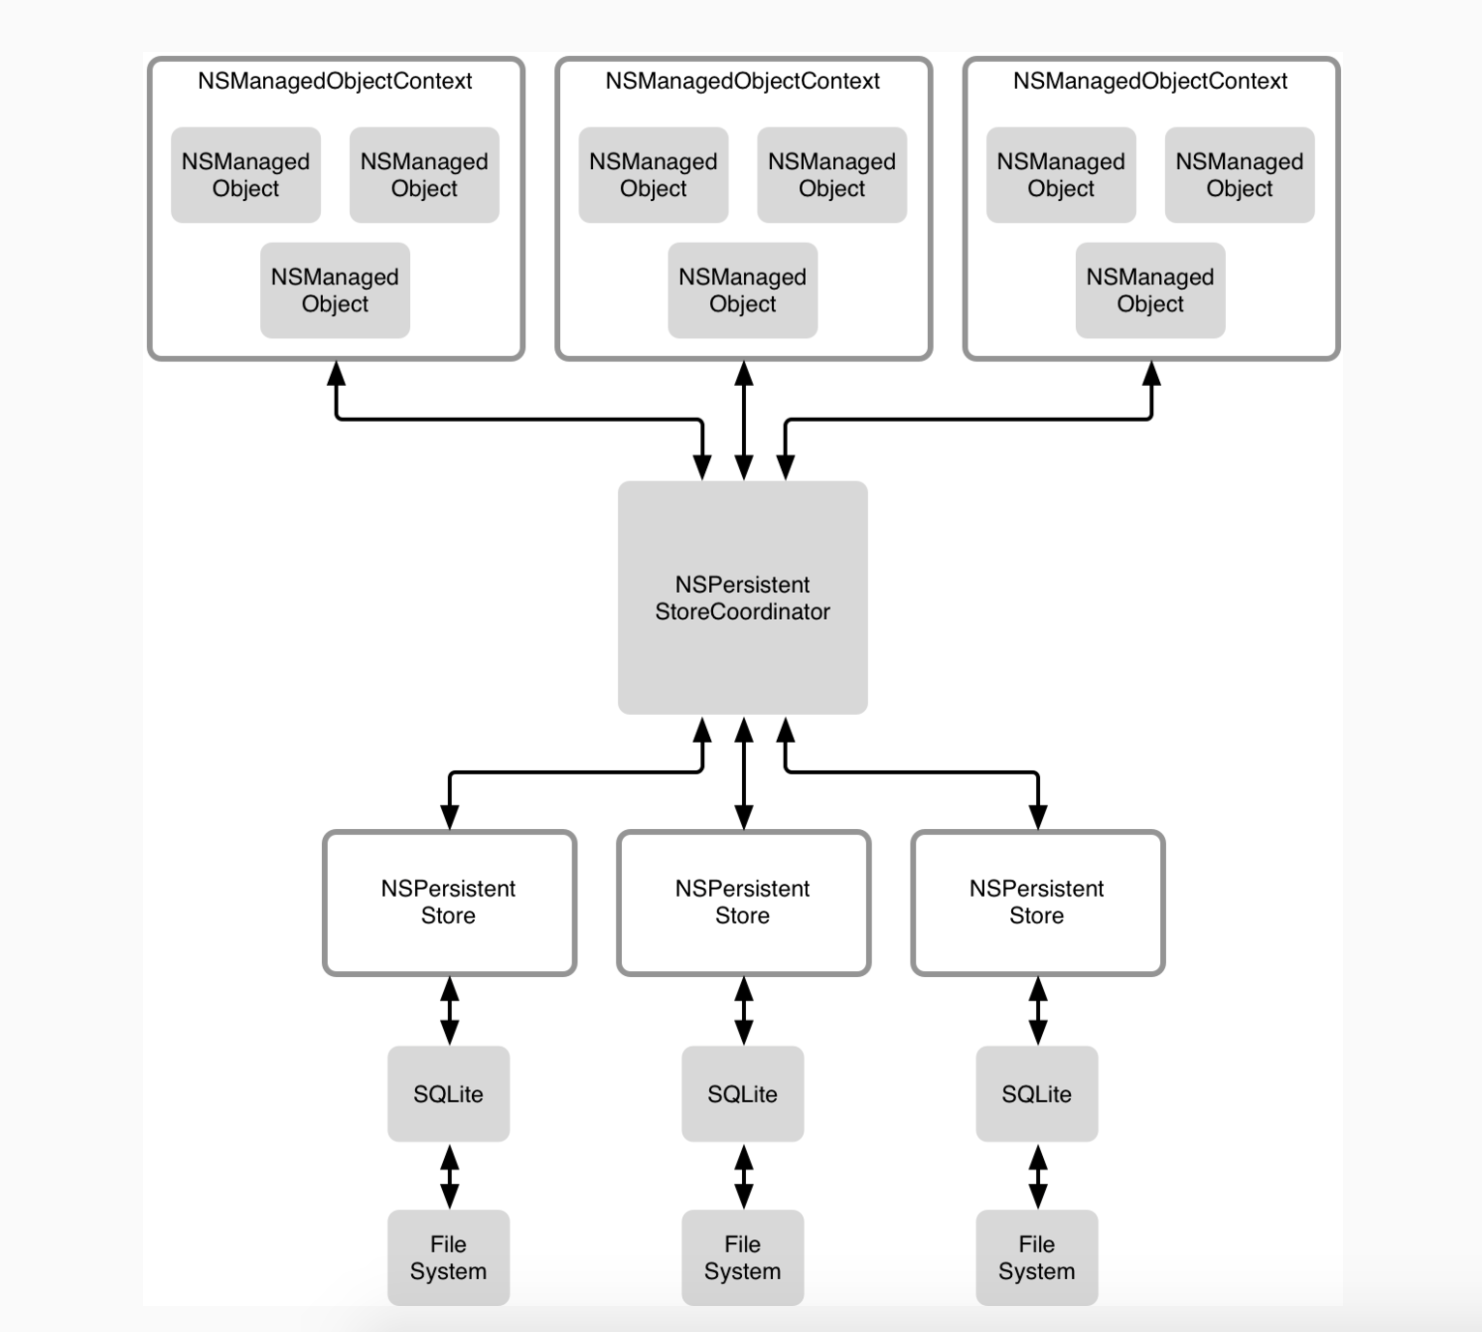 NSManagedObjectContext
NSManaged
Object
NSManaged
Object
NSManaged
Object
NSManagedObjectContext
NSManaged
Object
NSManaged
Object
NSManaged
Object
NSManagedObjectContext
NSManaged
Object
NSManaged
Object
NSManaged
Object
NSPersistent
StoreCoordinator
NSPersistent
Store
NSPersistent
Store
NSPersistent
Store
SQLite
SQLite
SQLite
File
System
File
System
File
System